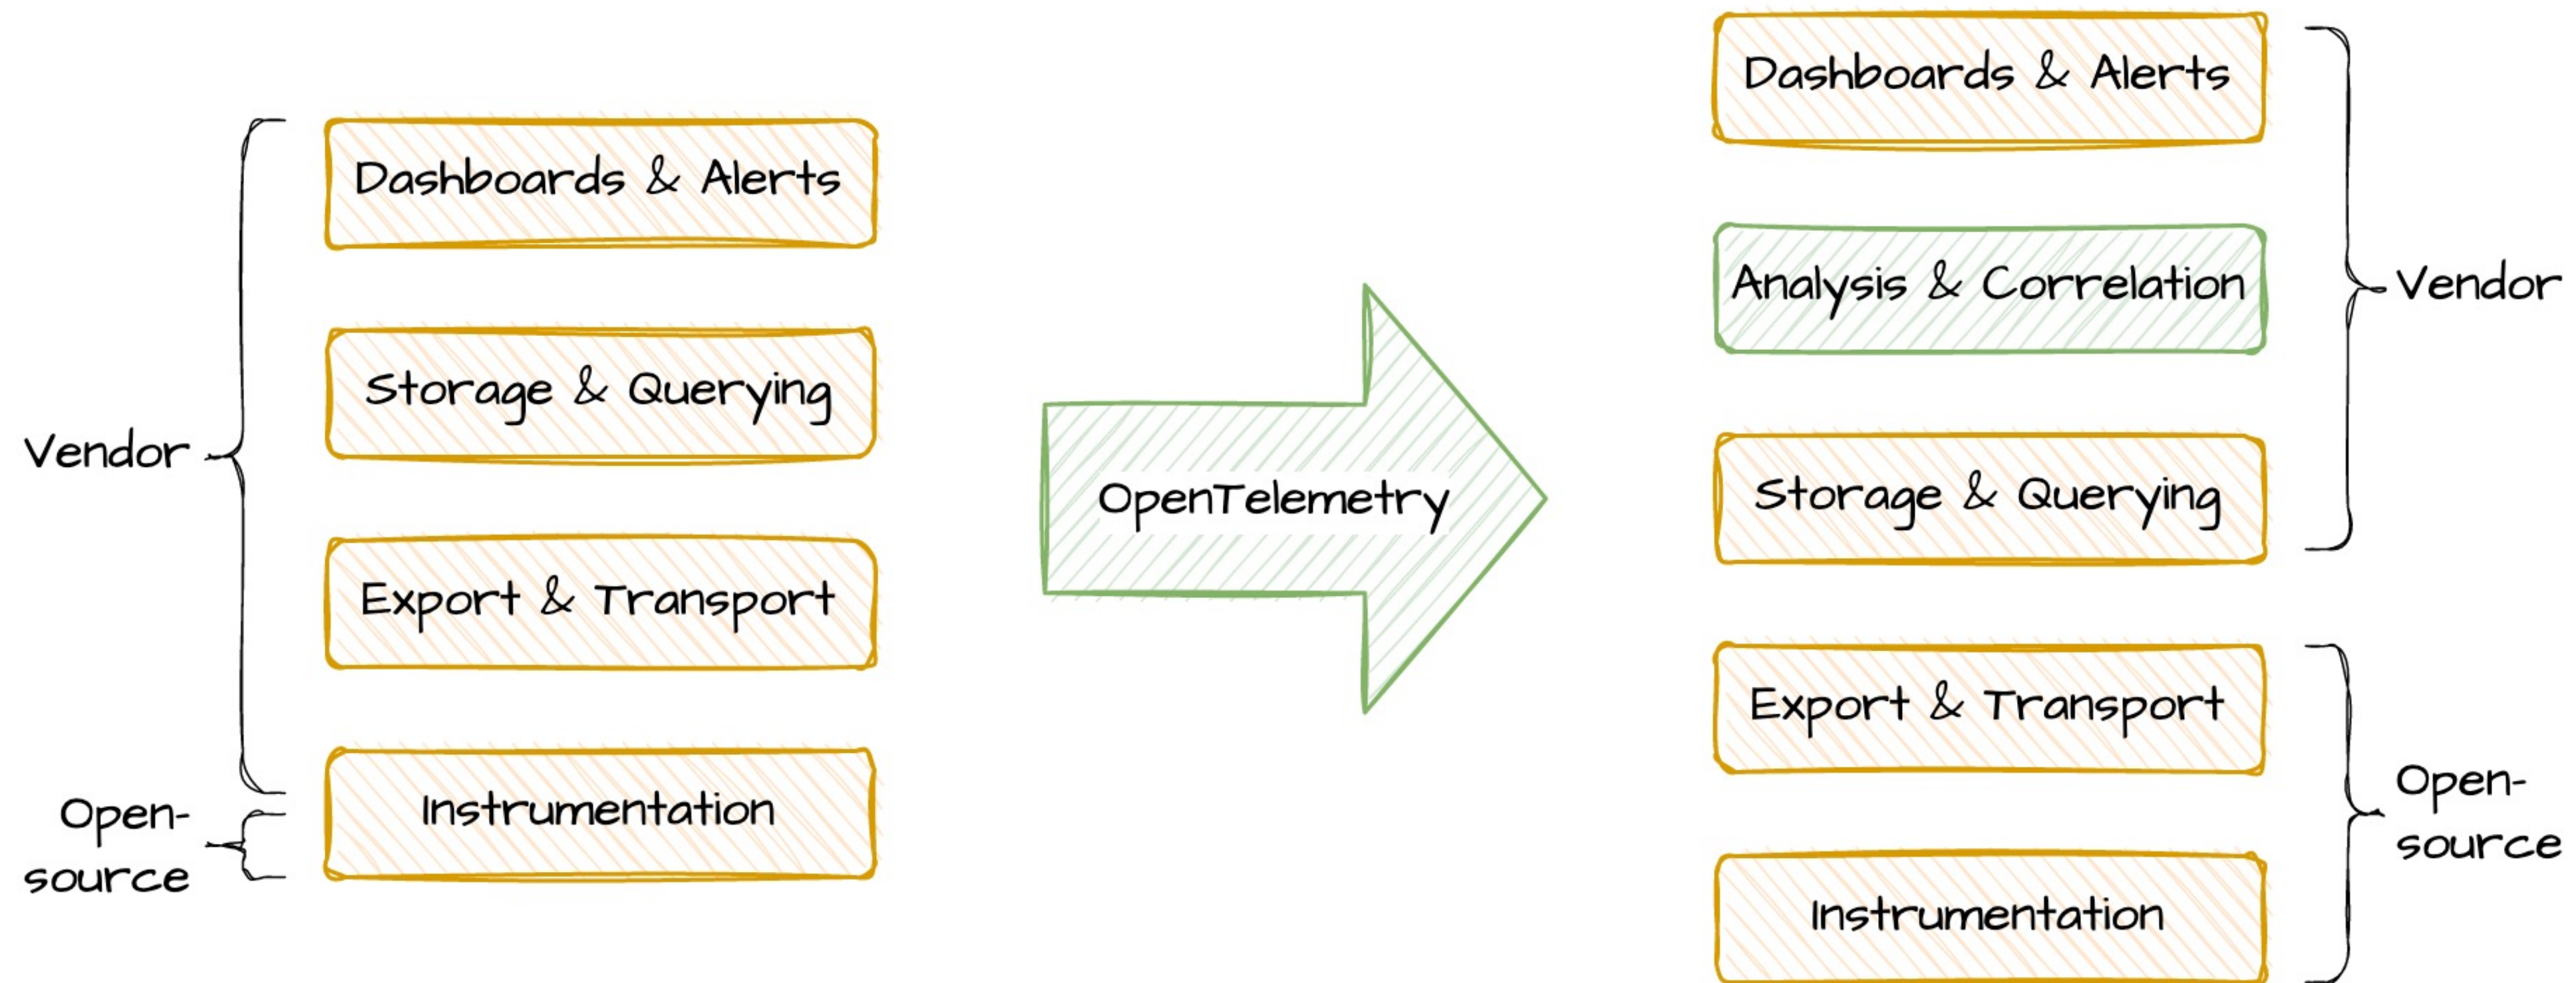 Vendor
Open-
source
Dashboards & Alerts
Storage & Querying
Export & Transport
Instrumentation
OpenTelemetry
Dashboards & Alerts
Analysis & Correlation
Storage & Querying
Export & Transport
Instrumentation
Vendor
Open-
source